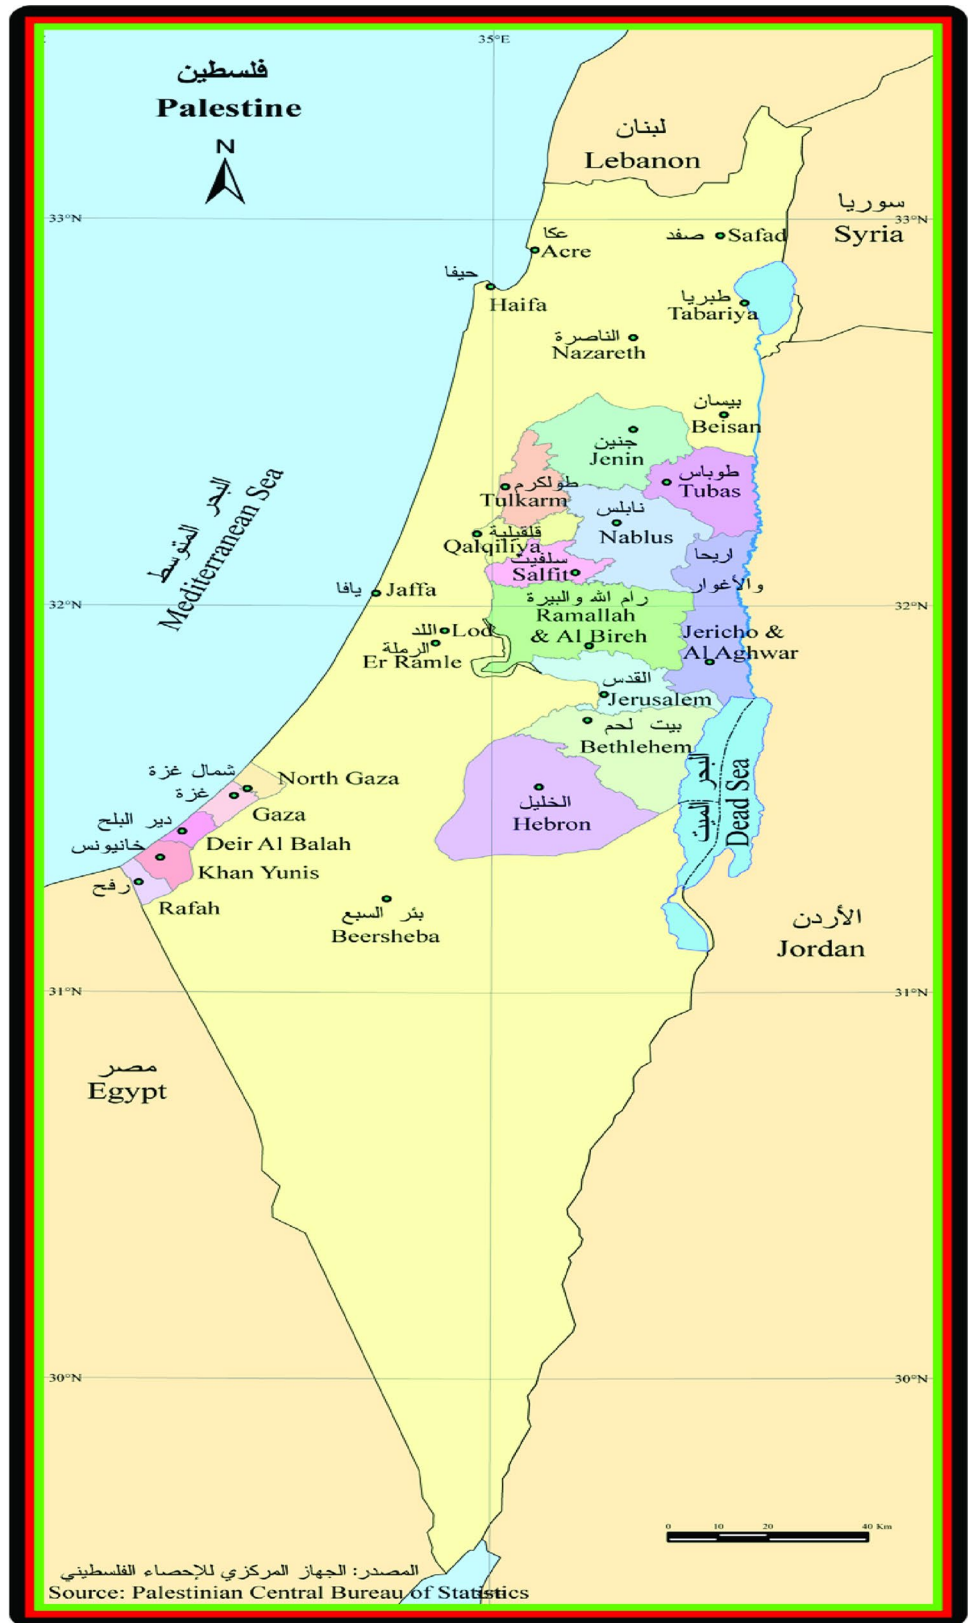 35°E
فلسطين
Palestine
N
لبنان
Lebanon
سوريا
Syria
33°N
33°N
عكا
Acre
صفد Safad
حيفا
Haifa
طبريا
Tabariya
الناصرة
Nazareth
بيسان
Beisan
جنين
Jenin
طوباس
Tubas
طولكرم
Tulkarm
نابلس
Nablus
قلقيلية
Qalqiliya
سلفيت
Salfit
اريحا
والأغوار
Jericho &
Al Aghwar
البحر المتوسط
Mediterranean Sea
يافا Jaffa
32°N
32°N
رام الله والبيرة
Ramallah
& Al Birch
اللد Lod
الرملة
Er Ramle
القدس
Jerusalem
بيت لحم
Bethlehem
البحر الميت
Dead Sea
شمال غزة
North Gaza
غزة
Gaza
الخليل
Hebron
دير البلح
Deir Al Balah
خانيونس
Khan Yunis
رفح
Rafah
بئر السبع
Beersheba
الأردن
Jordan
31°N
31°N
مصر
Egypt
30°N
30°N
0 10 20 40 Km
المصدر: الجهاز المركزي للإحصاء الفلسطيني
Source: Palestinian Central Bureau of Statistics